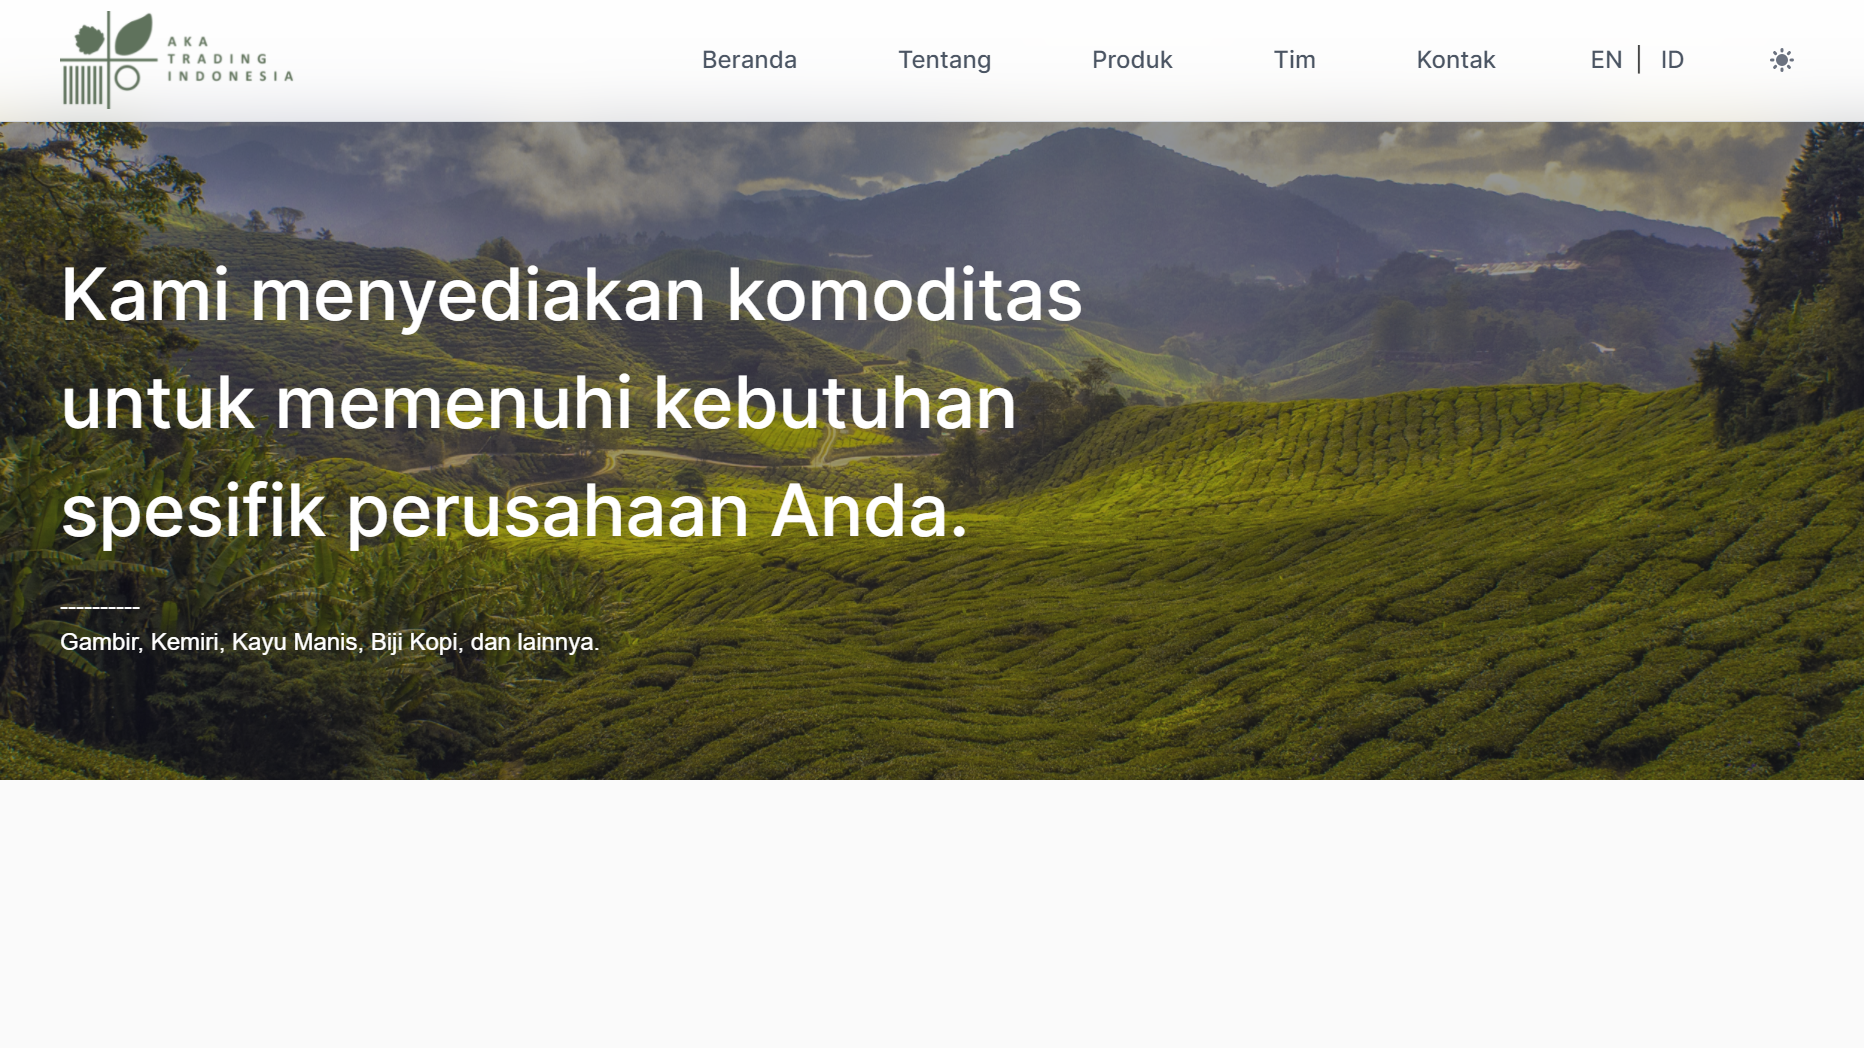 AKA
TRADING
INDONESIA
Beranda
Tentang
Produk
Tim
Kontak
EN | ID
Kami menyediakan komoditas
untuk memenuhi kebutuhan
spesifik perusahaan Anda.
----------
Gambir, Kemiri, Kayu Manis, Biji Kopi, dan lainnya.